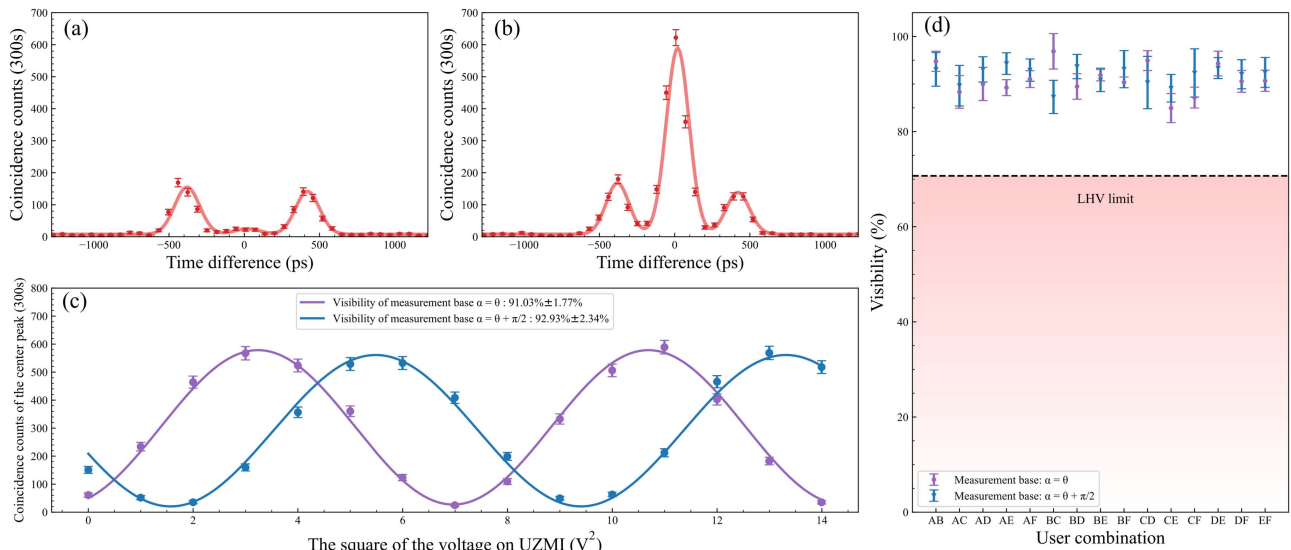 (a)
Coincidence counts (300s)
700
600
500
400
300
200
100
0
−1000 −500 0 500 1000
Time difference (ps)
(b)
Coincidence counts (300s)
700
600
500
400
300
200
100
0
−1000 −500 0 500 1000
Time difference (ps)
(c)
Coincidence counts of the center peak (300s)
800
700
600
500
400
300
200
100
0
Visibility of measurement base α = θ : 91.03%±1.77%
Visibility of measurement base α = θ + π/2 : 92.93%±2.34%
0 2 4 6 8 10 12 14
The square of the voltage on UZMI (V²)
(d)
Visibility (%)
100
80
60
40
20
0
LHV limit
Measurement base: α = θ
Measurement base: α = θ + π/2
AB AC AD AE AF BC BD BE BF CD CE CF DE DF EF
User combination